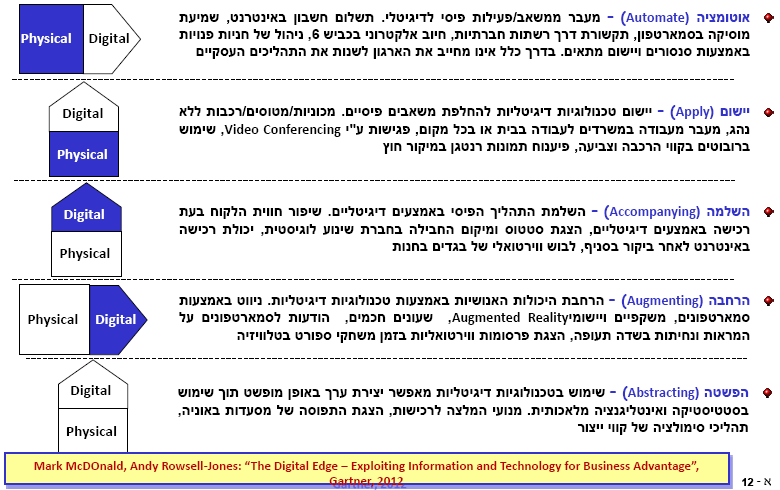 Physical
Digital
אוטומציה (Automate) – מעבר ממשאב/פעילות פיסי לדיגיטלי. תשלום חשבון באינטרנט, שמיעת
מוסיקה בסמארטפון, תקשורת דרך רשתות חברתיות, חיוב אלקטרוני בכביש 6, ניהול של חניות פנויות
באמצעות סנסורים ויישום מתאים. בדרך כלל אינו מחייב את הארגון לשנות את התהליכים העסקיים
Digital
Physical
יישום (Apply) – יישום טכנולוגיות דיגיטליות להחלפת משאבים פיסיים. מכוניות/מטוסים/רכבות ללא
נהג, מעבר מעבודה במשרדים לעבודה בבית או בכל מקום, פגישות ע"י Video Conferencing, שימוש
ברובוטים בקווי הרכבה וצביעה, פיענוח תמונות רנטגן במיקור חוץ
Digital
Physical
השלמה (Accompanying) – השלמת התהליך הפיסי באמצעים דיגיטליים. שיפור חווית הלקוח בעת
רכישה באמצעים דיגיטליים, הצגת סטטוס ומיקום החבילה בחברת שינוע לוגיסטית, יכולת רכישה
באינטרנט לאחר ביקור בסניף, לבוש ווירטואלי של בגדים בחנות
Physical
Digital
הרחבה (Augmenting) – הרחבת היכולות האנושיות באמצעות טכנולוגיות דיגיטליות. ניווט באמצעות
סמארטפונים, משקפיים ויישומיAugmented Reality, שעונים חכמים, הודעות לסמארטפונים על
המראות ונחיתות בשדה תעופה, הצגת פרסומות ווירטואליות בזמן משחקי ספורט בטלוויזיה
Digital
Physical
הפשטה (Abstracting) – שימוש בטכנולוגיות דיגיטליות מאפשר יצירת ערך באופן מופשט תוך שימוש
בסטטיסטיקה ואינטליגנציה מלאכותית. מנועי המלצה לרכישות, הצגת התפוסה של מסעדות באוניה,
תהליכי סימולציה של קווי ייצור
Mark McDOnald, Andy Rowsell-Jones: “The Digital Edge – Exploiting Information and Technology for Business Advantage”,
Gartner, 2012
א - 12